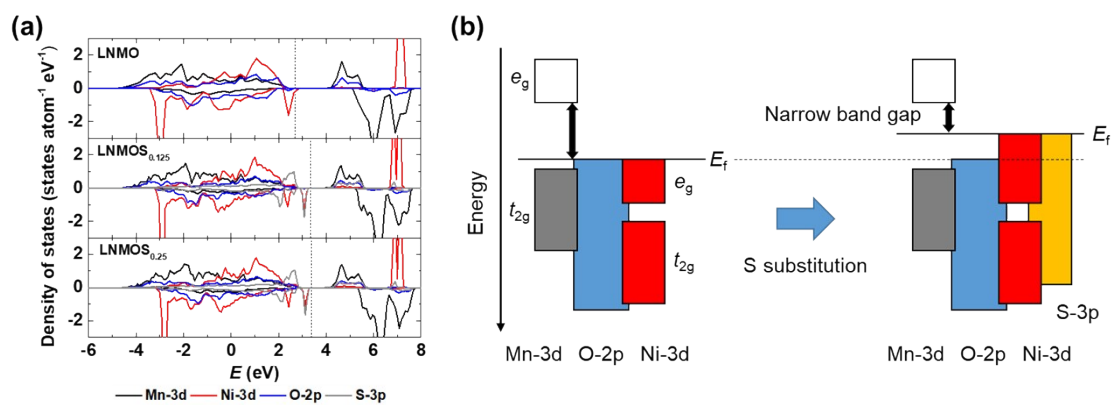 (a)
Density of states (states atom⁻¹ eV⁻¹)
LNMO
2
0
-2
LNMOS0.125
2
0
-2
LNMOS0.25
2
0
-2
-6 -4 -2 0 2 4 6 8
E (eV)
Mn-3d Ni-3d O-2p S-3p
(b)
Energy
eg
t2g
Ef
eg
t2g
Mn-3d O-2p Ni-3d
S substitution
Narrow band gap
Ef
S-3p
Mn-3d O-2p Ni-3d